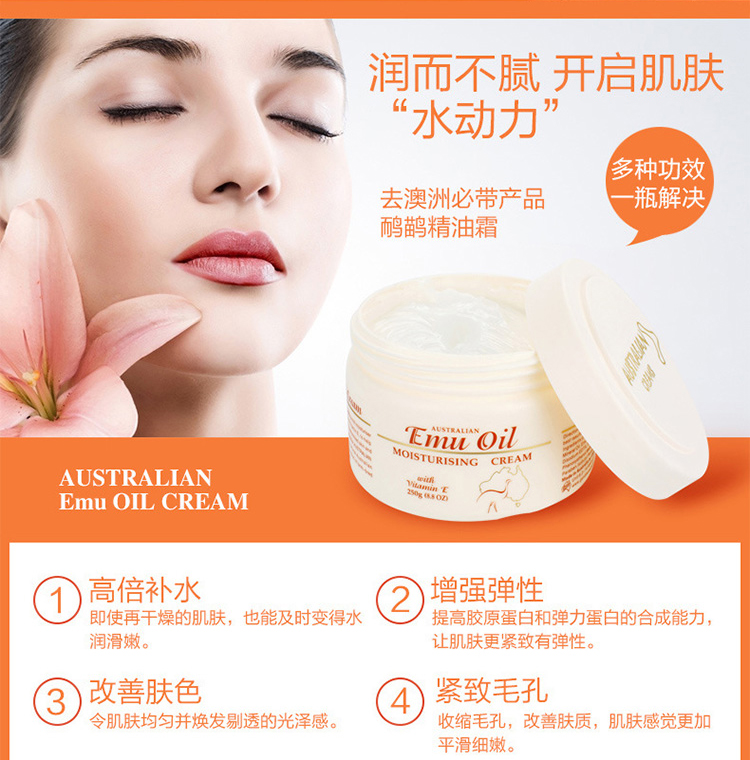 润而不腻 开启肌肤
“水动力”
多种功效
一瓶解决
去澳洲必带产品
鸸鹋精油霜
AUSTRALIAN
CREAM
Cream
AUSTRALIAN
Emu Oil
MOISTURISING CREAM
with
Vitamin E
250g (8.8 OZ)
AUSTRALIAN
Emu OIL CREAM
1 高倍补水
即使再干燥的肌肤，也能及时变得水
润滑嫩。
2 增强弹性
提高胶原蛋白和弹力蛋白的合成能力，
让肌肤更紧致有弹性。
3 改善肤色
令肌肤均匀并焕发剔透的光泽感。
4 紧致毛孔
收缩毛孔，改善肤质，肌肤感觉更加
平滑细嫩。